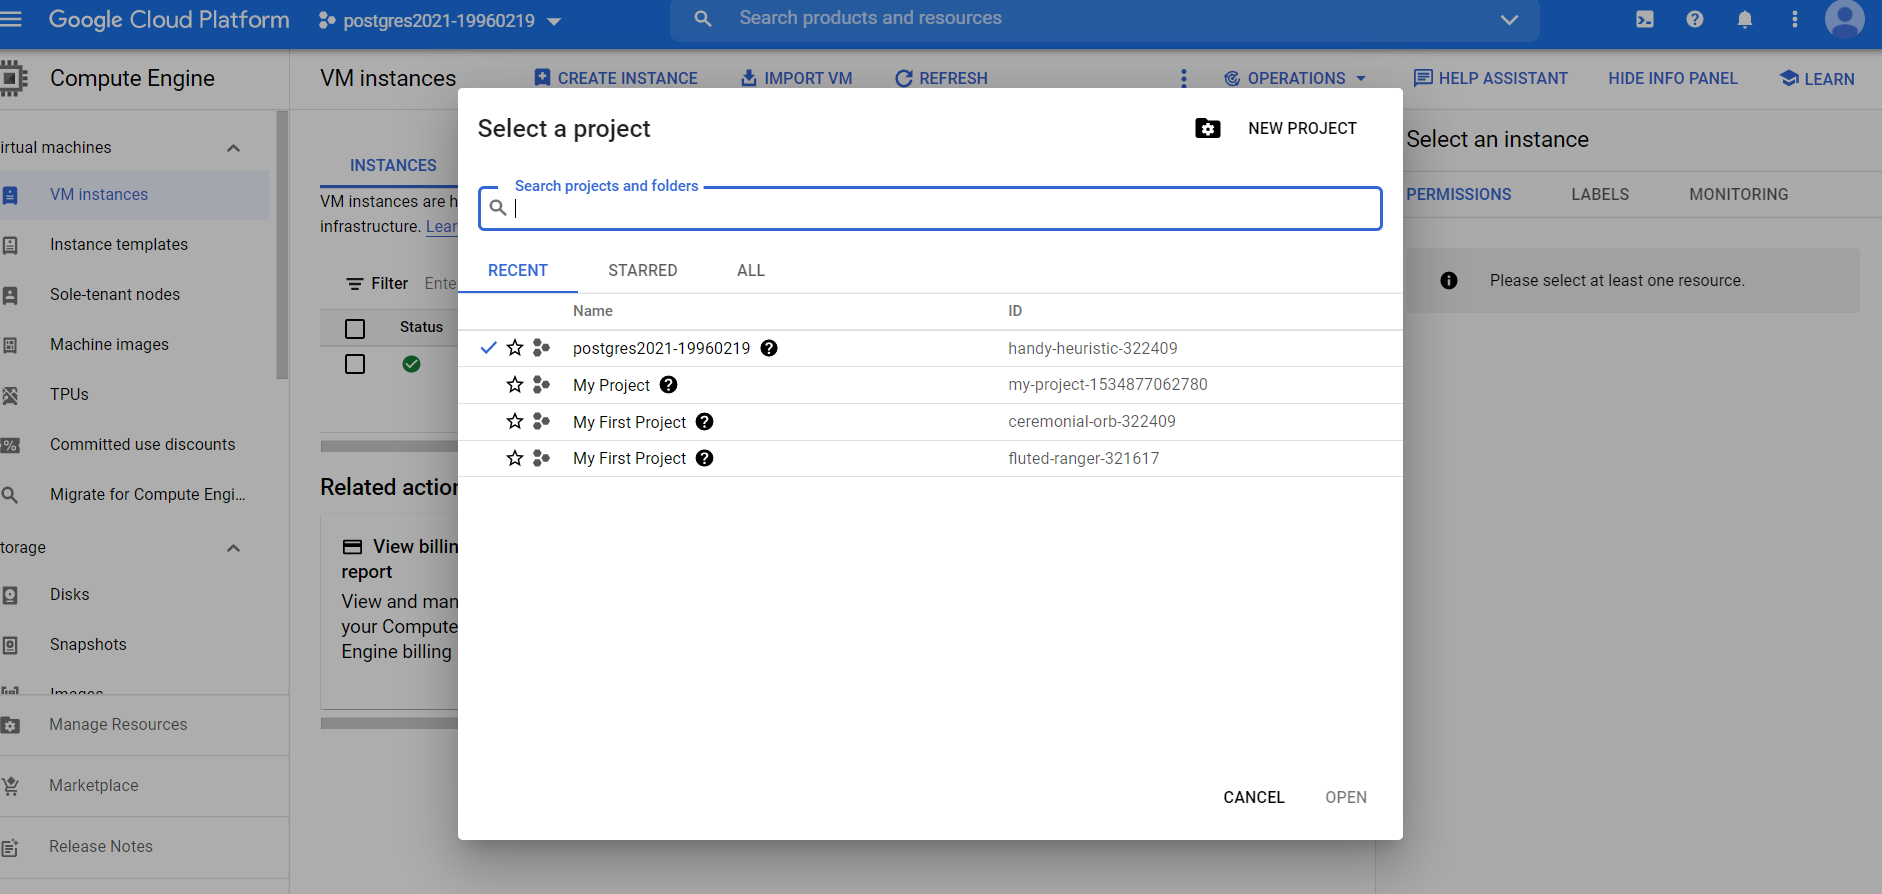 Google Cloud Platform
postgres2021-19960219
Search products and resources
Compute Engine
VM instances
CREATE INSTANCE
IMPORT VM
REFRESH
OPERATIONS
HELP ASSISTANT
HIDE INFO PANEL
LEARN
irtual machines
VM instances
Instance templates
Sole-tenant nodes
Machine images
TPUs
Committed use discounts
Migrate for Compute Engi...
torage
Disks
Snapshots
Images
Manage Resources
Marketplace
Release Notes
INSTANCES
VM instances are h
infrastructure. Lear
Filter Ente
Status
Related action
View billin
report
View and man
your Compute
Engine billing
Select a project
NEW PROJECT
Search projects and folders
RECENT
STARRED
ALL
Name ID
postgres2021-19960219 handy-heuristic-322409
My Project my-project-1534877062780
My First Project ceremonial-orb-322409
My First Project fluted-ranger-321617
CANCEL
OPEN
Select an instance
PERMISSIONS
LABELS
MONITORING
Please select at least one resource.